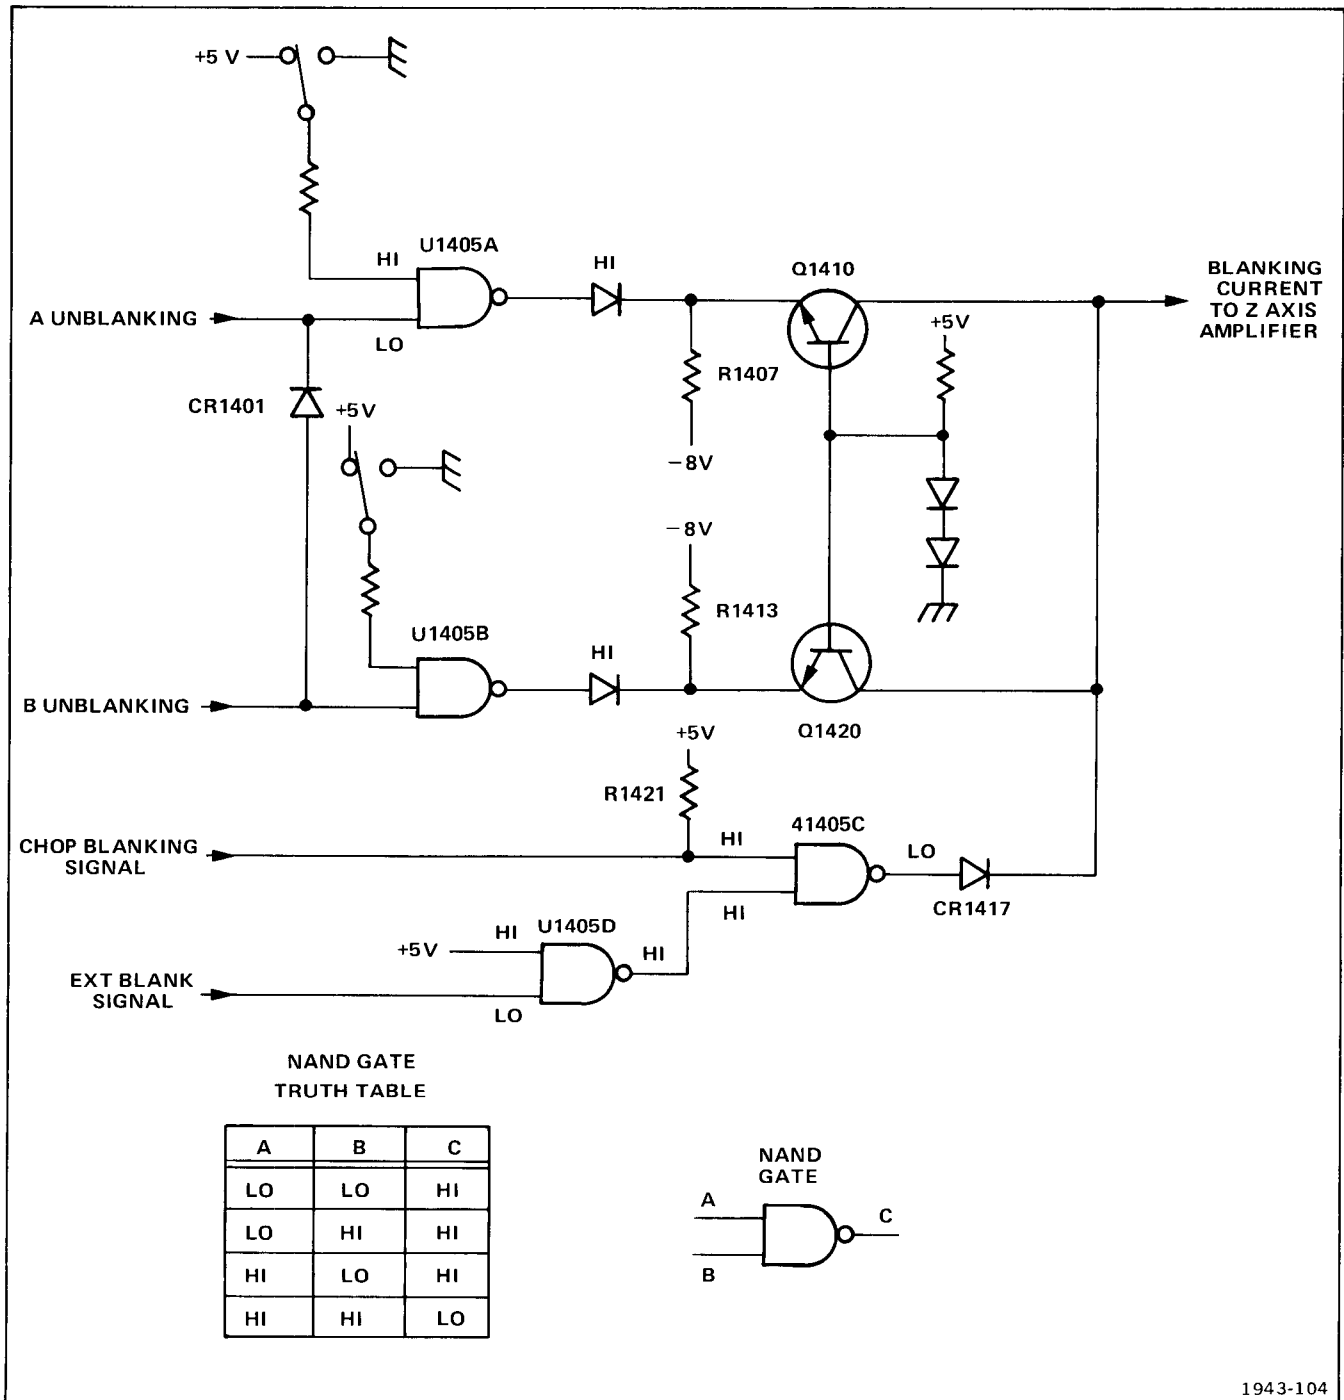 +5 V
U1405A
HI
HI
Q1410
BLANKING
CURRENT
TO Z AXIS
AMPLIFIER
A UNBLANKING
LO
+5V
R1407
CR1401
+5V
−8V
−8V
R1413
U1405B
HI
B UNBLANKING
Q1420
+5V
R1421
41405C
CHOP BLANKING
SIGNAL
HI
LO
HI
CR1417
U1405D
HI
+5V
HI
EXT BLANK
SIGNAL
LO
NAND GATE
TRUTH TABLE
A B C
LO LO HI
LO HI HI
HI LO HI
HI HI LO
NAND
GATE
A
C
B
1943-104